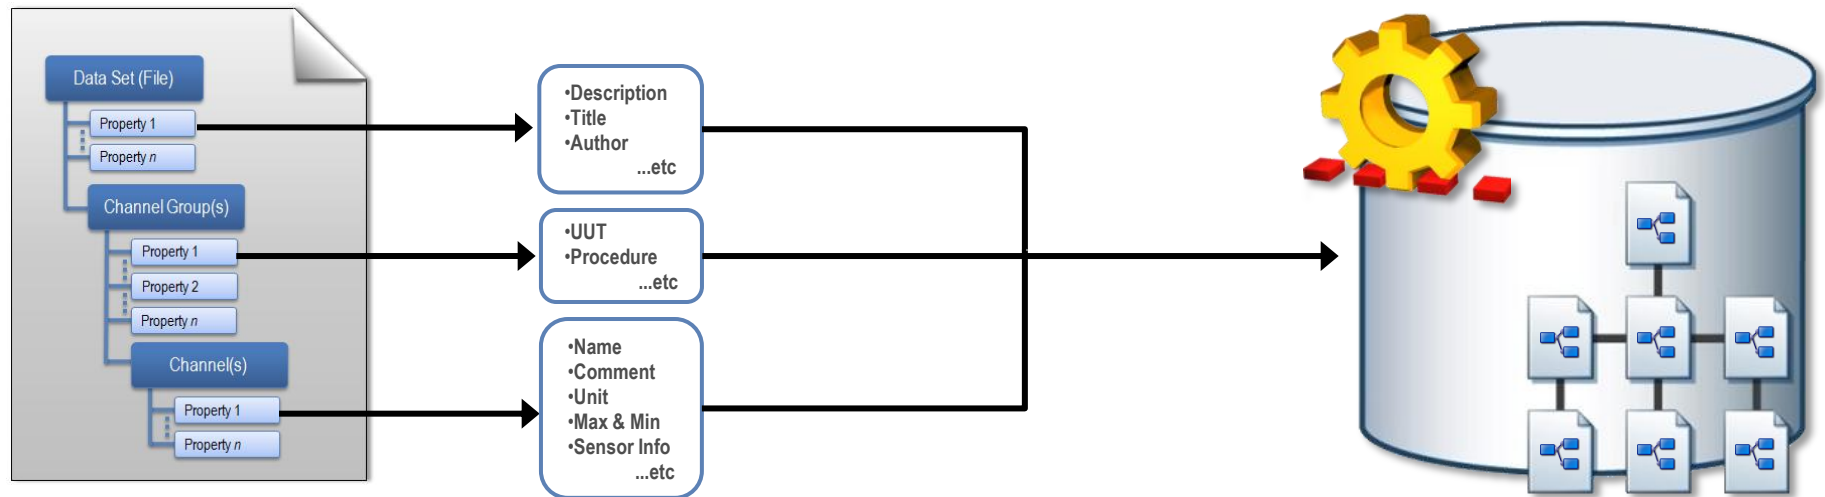 Data Set (File)
Property 1
Property n
Channel Group(s)
Property 1
Property 2
Property n
Channel(s)
Property 1
Property n
•Description
•Title
•Author
...etc
•UUT
•Procedure
...etc
•Name
•Comment
•Unit
•Max & Min
•Sensor Info
...etc